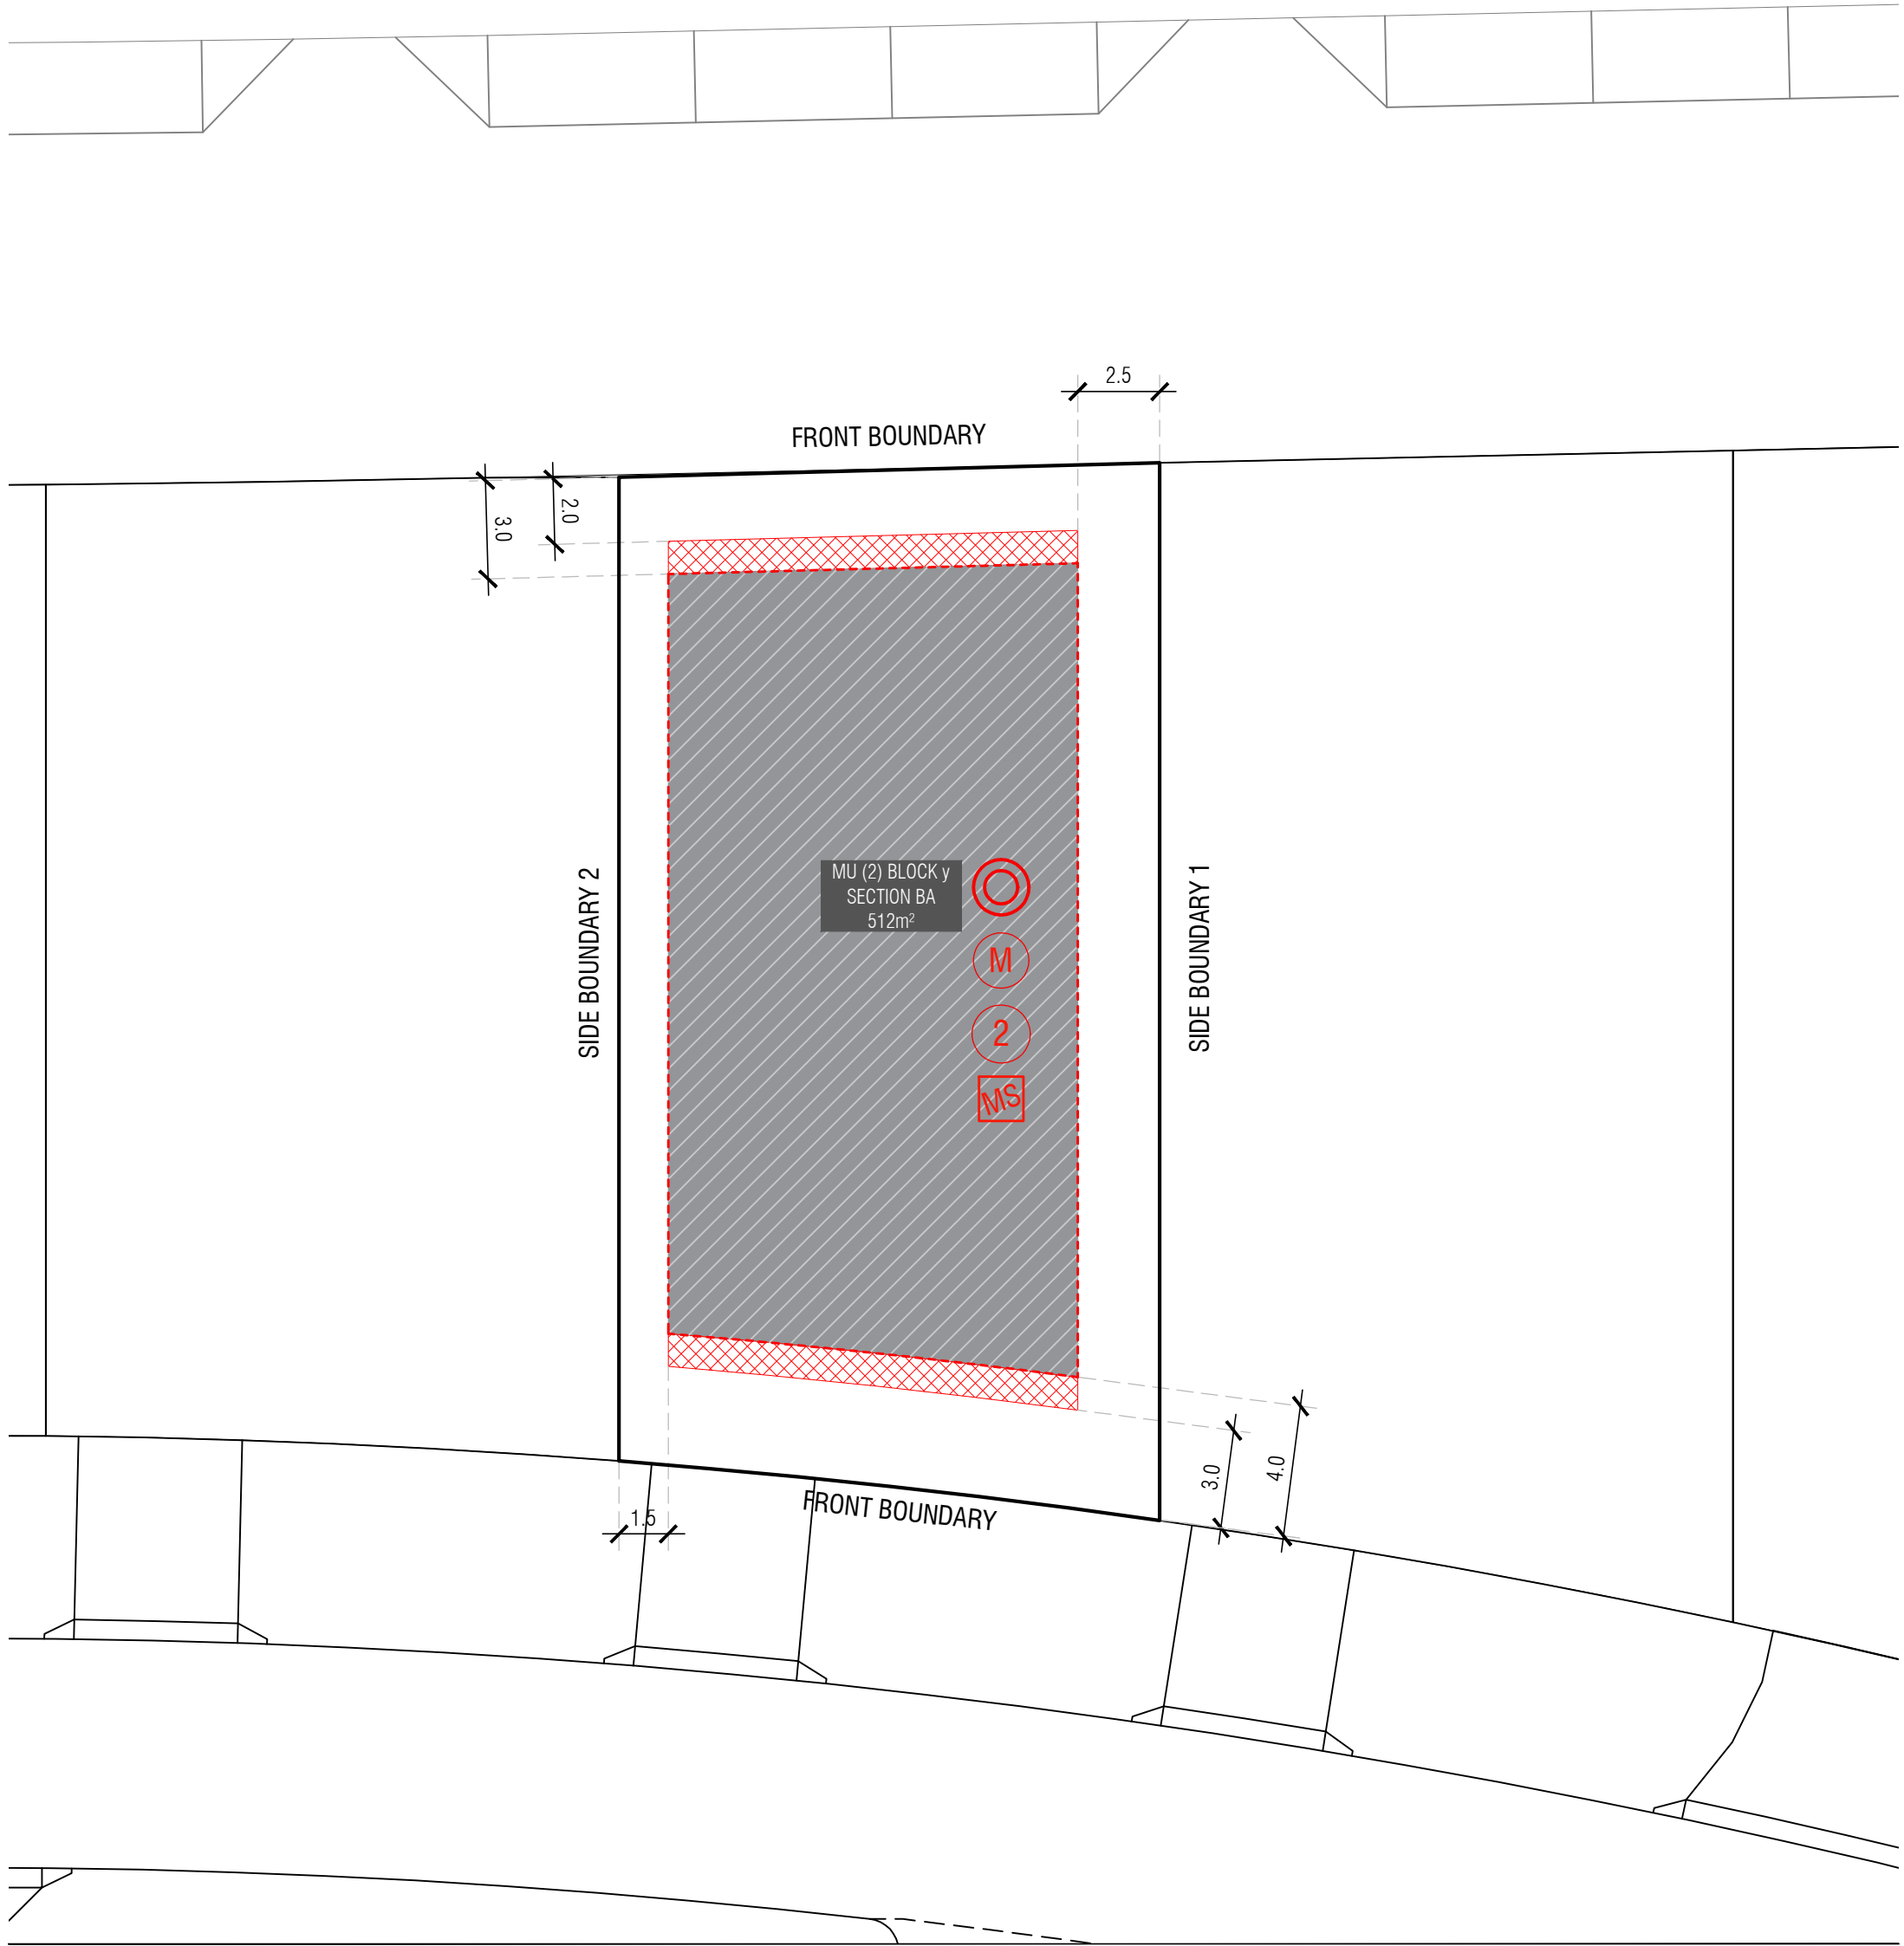 2.5
FRONT BOUNDARY
2.0
3.0
MU (2) BLOCK y
SECTION BA
512m²
M
2
MS
SIDE BOUNDARY 2
SIDE BOUNDARY 1
3.0
4.0
FRONT BOUNDARY
1.5